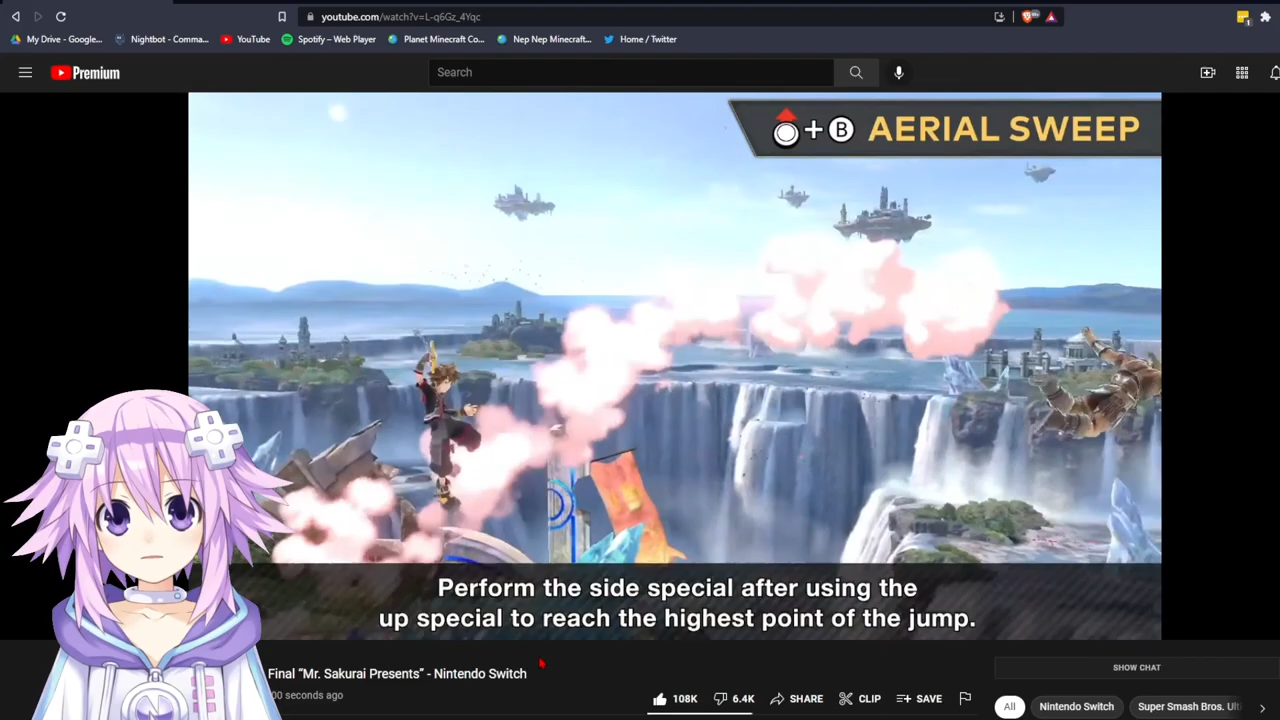 youtube.com/watch?v=L-q6Gz_4Yqc
1
My Drive - Google...
Nightbot - Comma...
YouTube
Spotify – Web Player
Planet Minecraft Co...
Nep Nep Minecraft...
Home / Twitter
Premium
Search
+ B AERIAL SWEEP
Perform the side special after using the
up special to reach the highest point of the jump.
Final “Mr. Sakurai Presents” - Nintendo Switch
00 seconds ago
108K
6.4K
SHARE
CLIP
SAVE
SHOW CHAT
All
Nintendo Switch
Super Smash Bros. Ulti